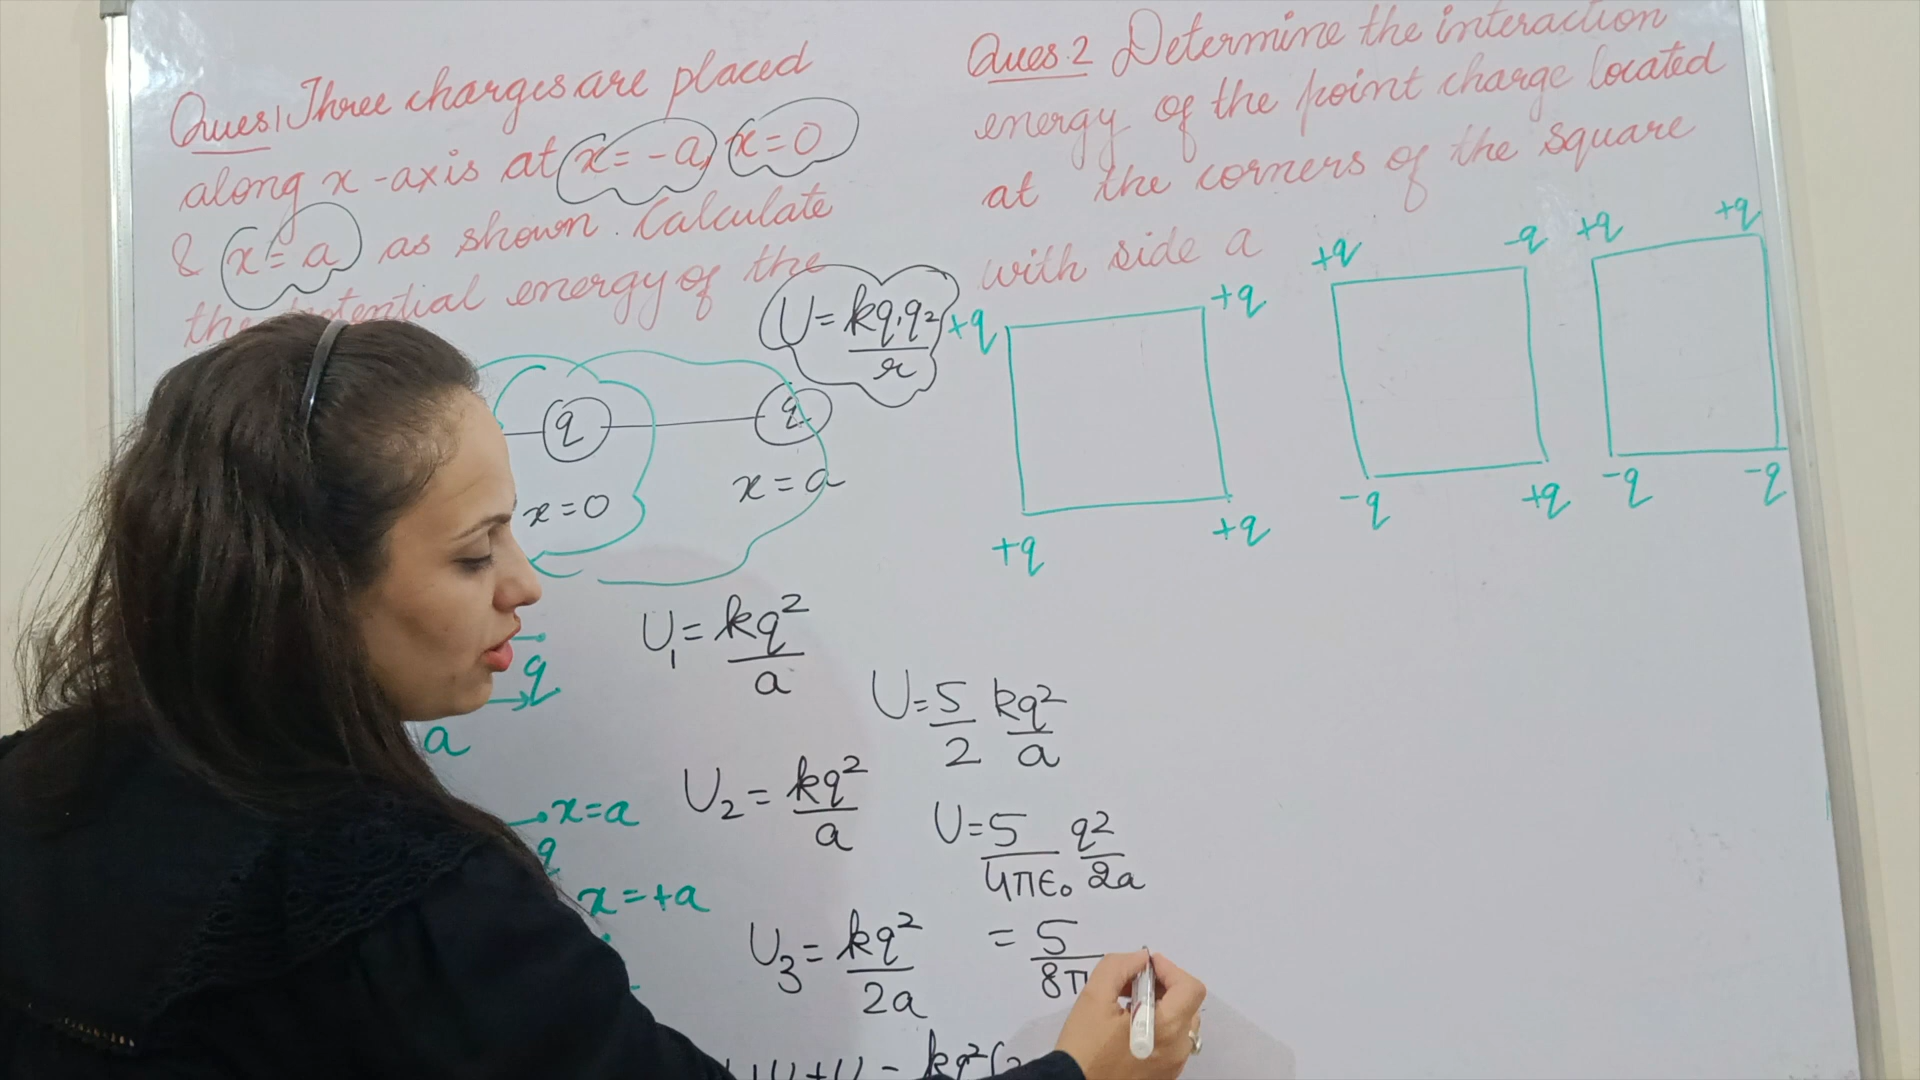 Ques1 Three charges are placed
along x-axis at x=-a, x=0
& x=a as shown. Calculate
the potential energy of the
q
q
x=0
x=a
U=kq1q2/r
Ques.2 Determine the interaction
energy of the point charge located
at the corners of the square
with side a
+q
+q
+q
+q
+q
-q
-q
+q
+q
+q
-q
-q
q
a
x=a
q
x=+a
U1=kq²/a
U2=kq²/a
U3=kq²/2a
U=5/2 kq²/a
U=5/4πε0 q²/2a
=5/8π